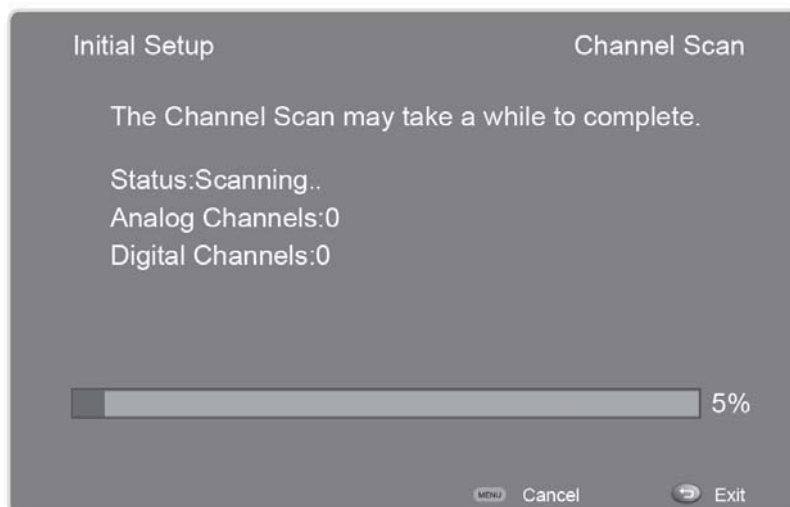 Initial Setup Channel Scan
The Channel Scan may take a while to complete.
Status:Scanning..
Analog Channels:0
Digital Channels:0
5%
MENU Cancel Exit